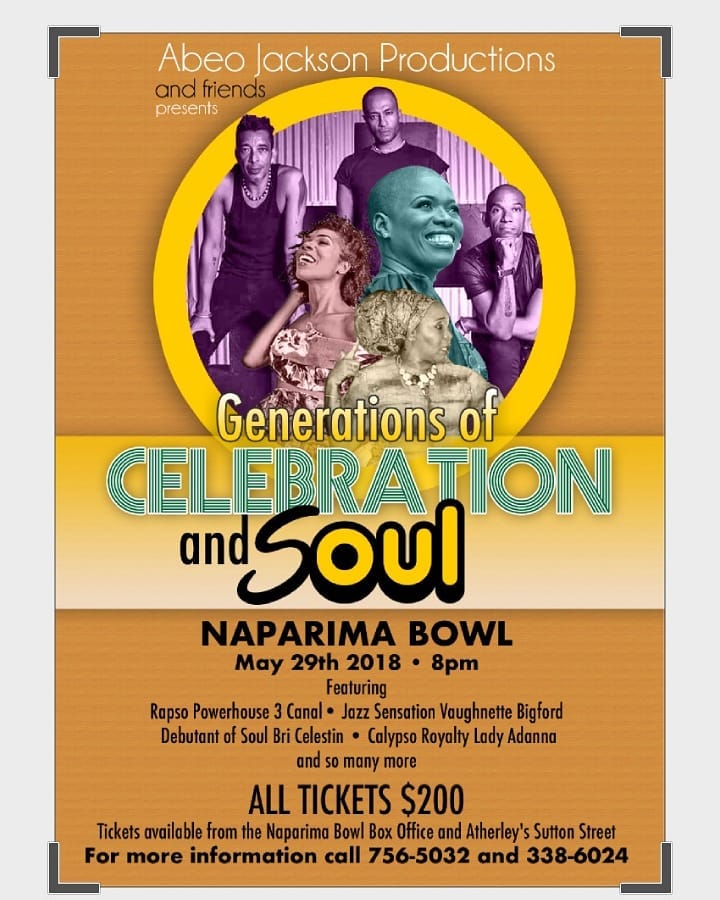 Abeo Jackson Productions
and friends
presents
Generations of
CELEBRATION
and Soul
NAPARIMA BOWL
May 29th 2018 • 8pm
Featuring
Rapso Powerhouse 3 Canal • Jazz Sensation Vaughnette Bigford
Debutant of Soul Bri Celestin • Calypso Royalty Lady Adanna
and so many more
ALL TICKETS $200
Tickets available from the Naparima Bowl Box Office and Atherley's Sutton Street
For more information call 756-5032 and 338-6024